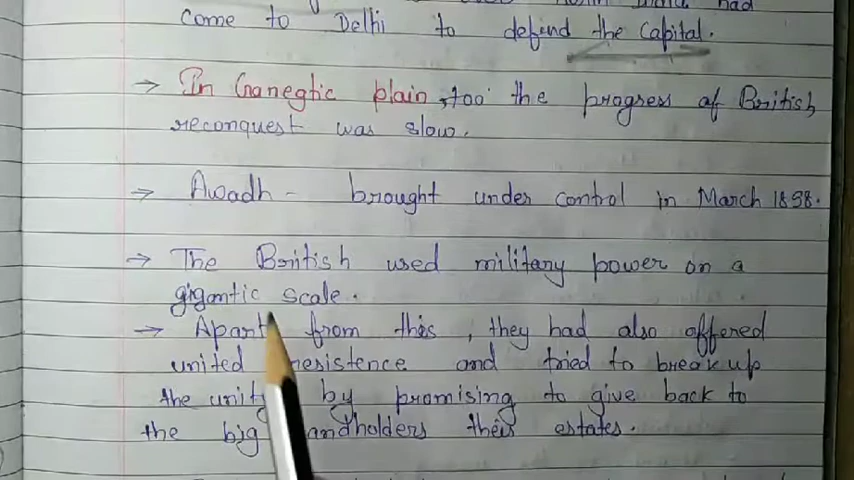 had
come to Delhi to defend the Capital.
→ In Ganegtic plain, too the progress of British
reconquest was slow.
→ Awadh - brought under control in March 1858.
→ The British used military power on a
gigantic scale.
→ Apart from this, they had also offered
united resistence and tried to break up
the unity by promising to give back to
the big landholders their estates.